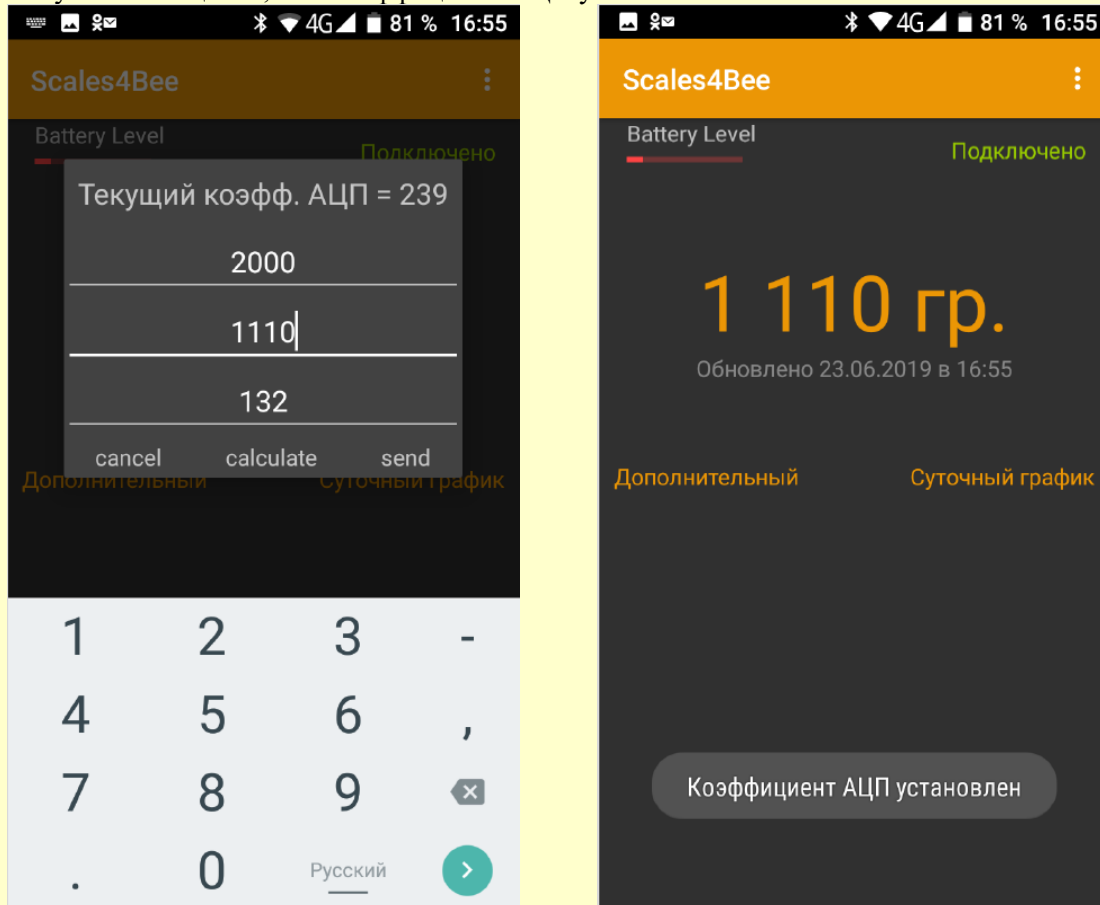 81 % 16:55
4G
Scales4Bee
Battery Level
Подключено
Текущий коэфф. АЦП = 239
2000
1110
132
cancel calculate send
Дополнительный Суточный график
1 2 3 -
4 5 6 ,
7 8 9
. 0 Русский
4G 81 % 16:55
Scales4Bee
Battery Level
Подключено
1 110 гр.
Обновлено 23.06.2019 в 16:55
Дополнительный Суточный график
Коэффициент АЦП установлен